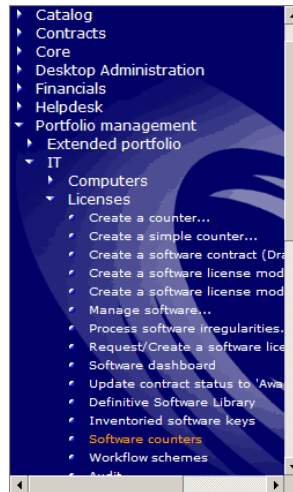 Catalog
Contracts
Core
Desktop Administration
Financials
Helpdesk
Portfolio management
Extended portfolio
IT
Computers
Licenses
Create a counter...
Create a simple counter...
Create a software contract (Dra
Create a software license mod
Create a software license mod
Manage software...
Process software irregularities.
Request/Create a software lice
Software dashboard
Update contract status to 'Awa
Definitive Software Library
Inventoried software keys
Software counters
Workflow schemes
Audit